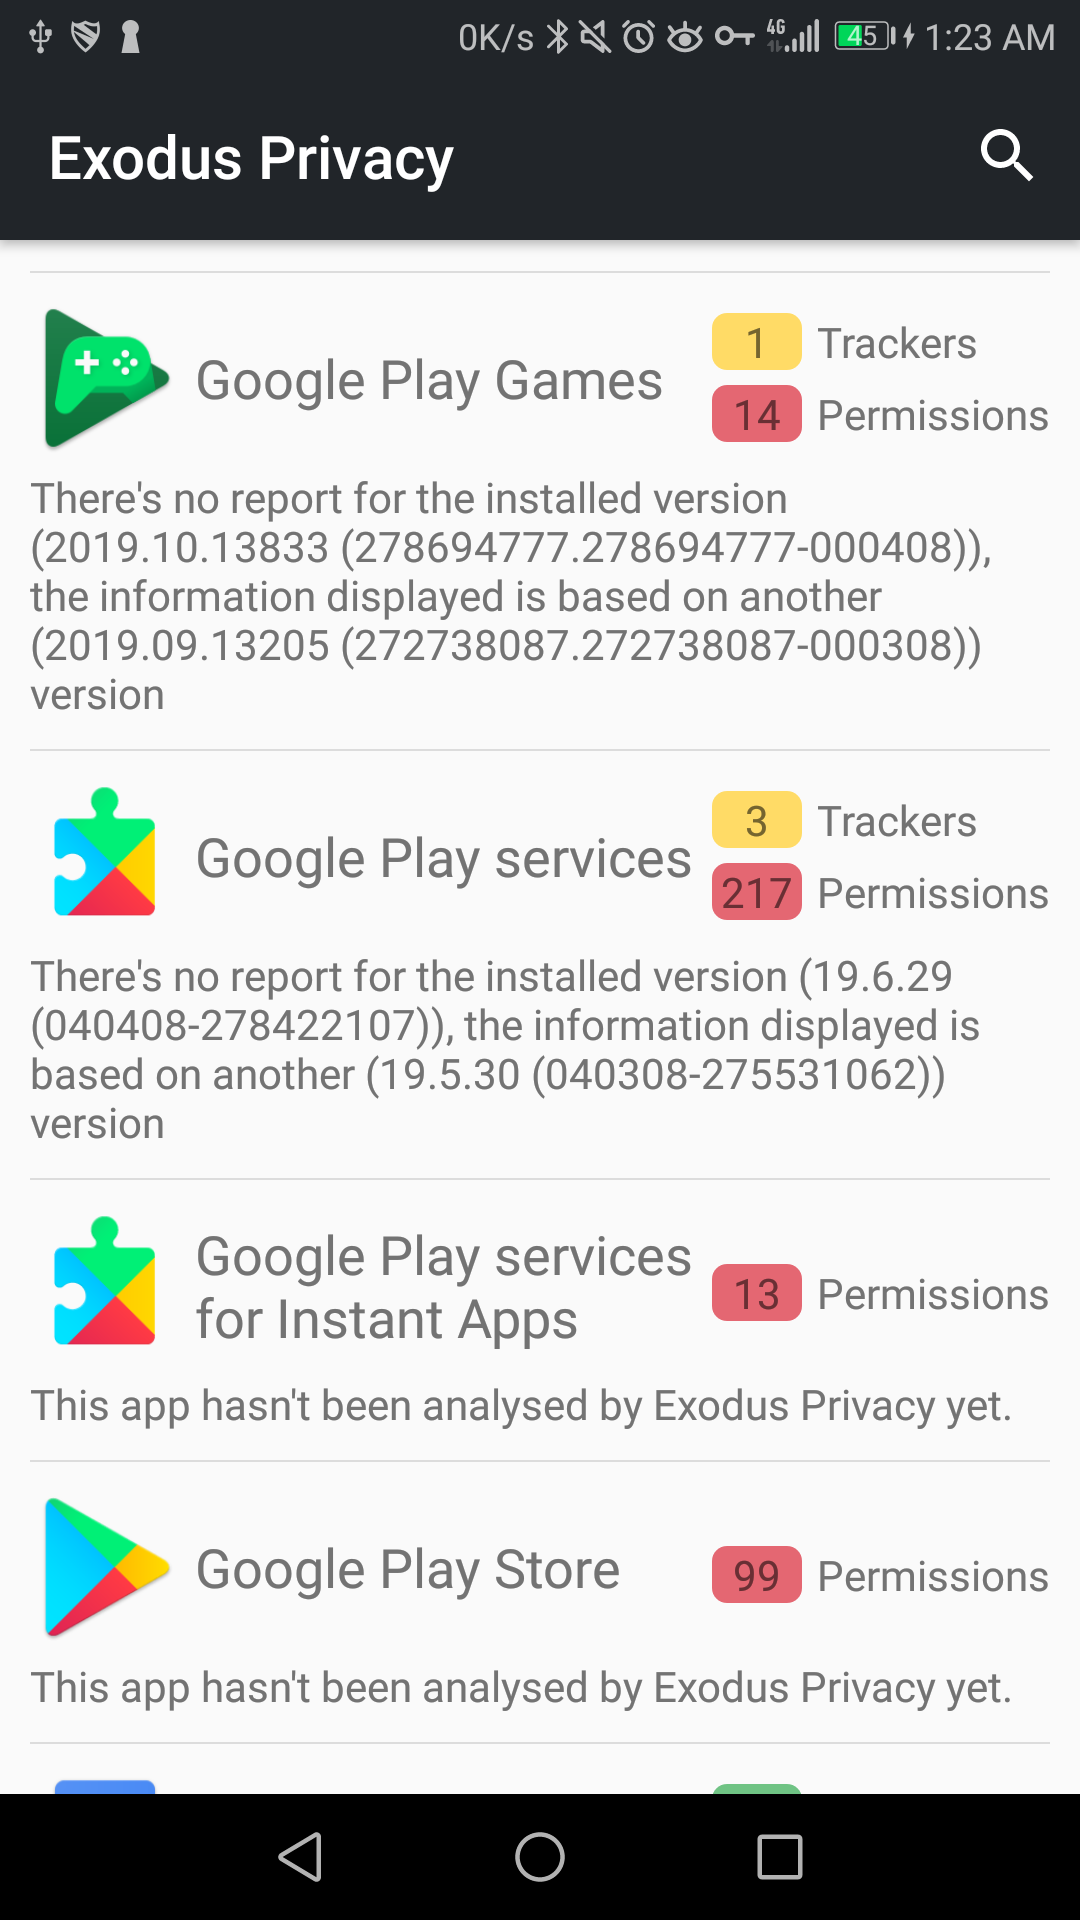 0K/s 4G 45 1:23 AM
Exodus Privacy
Google Play Games
1 Trackers
14 Permissions
There's no report for the installed version
(2019.10.13833 (278694777.278694777-000408)),
the information displayed is based on another
(2019.09.13205 (272738087.272738087-000308))
version
Google Play services
3 Trackers
217 Permissions
There's no report for the installed version (19.6.29
(040408-278422107)), the information displayed is
based on another (19.5.30 (040308-275531062))
version
Google Play services
for Instant Apps
13 Permissions
This app hasn't been analysed by Exodus Privacy yet.
Google Play Store
99 Permissions
This app hasn't been analysed by Exodus Privacy yet.